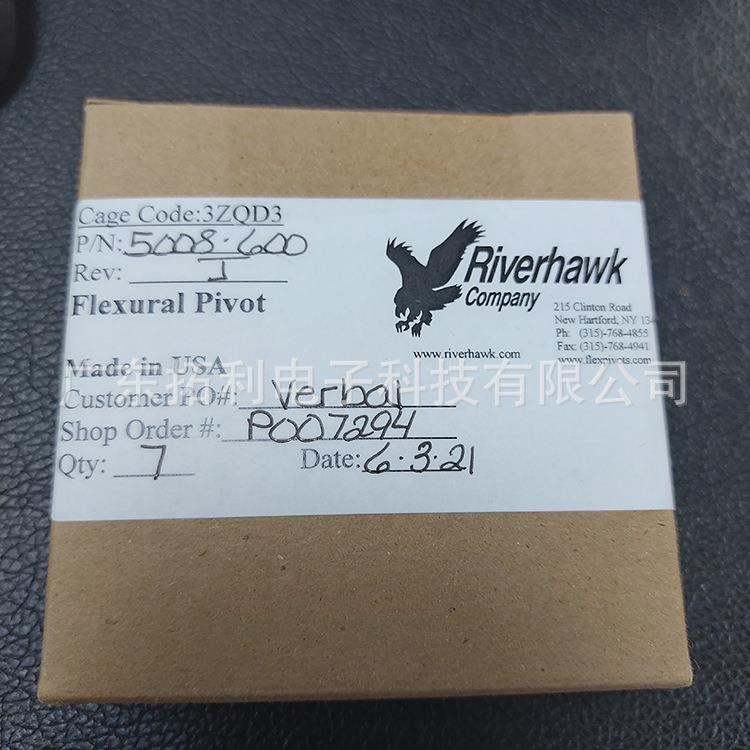 Cage Code:3ZQD3
P/N: 5008-600
Rev: J
Flexural Pivot
Made in USA
Customer PO#: Verbal
Shop Order #: P007294
Qty: 7
Date: 6.3.21
Riverhawk
Company
215 Clinton Road
New Hartford, NY 13
Ph: (315)-768-4855
Fax: (315)-768-4941
www.riverhawk.com
www.flexpivots.com
东拓利电子科技有限公司